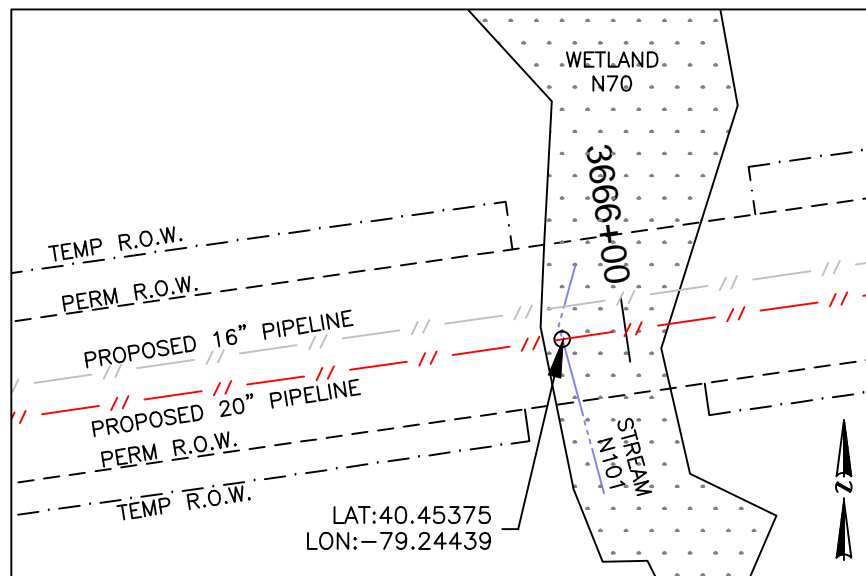 WETLAND
N70
3666+00
TEMP R.O.W.
PERM R.O.W.
PROPOSED 16" PIPELINE
PROPOSED 20" PIPELINE
PERM R.O.W.
TEMP R.O.W.
STREAM
N101
LAT:40.45375
LON:-79.24439
N